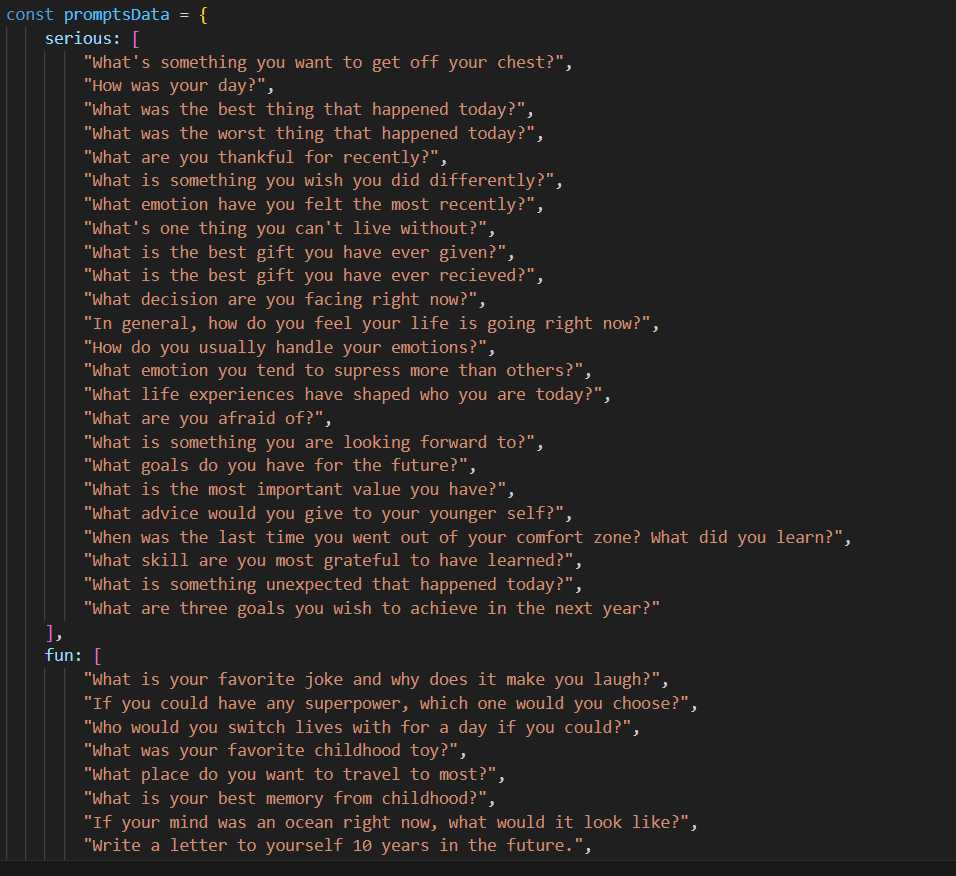 const promptsData = {
serious: [
"What's something you want to get off your chest?",
"How was your day?",
"What was the best thing that happened today?",
"What was the worst thing that happened today?",
"What are you thankful for recently?",
"What is something you wish you did differently?",
"What emotion have you felt the most recently?",
"What's one thing you can't live without?",
"What is the best gift you have ever given?",
"What is the best gift you have ever recieved?",
"What decision are you facing right now?",
"In general, how do you feel your life is going right now?",
"How do you usually handle your emotions?",
"What emotion you tend to supress more than others?",
"What life experiences have shaped who you are today?",
"What are you afraid of?",
"What is something you are looking forward to?",
"What goals do you have for the future?",
"What is the most important value you have?",
"What advice would you give to your younger self?",
"When was the last time you went out of your comfort zone? What did you learn?",
"What skill are you most grateful to have learned?",
"What is something unexpected that happened today?",
"What are three goals you wish to achieve in the next year?"
],
fun: [
"What is your favorite joke and why does it make you laugh?",
"If you could have any superpower, which one would you choose?",
"Who would you switch lives with for a day if you could?",
"What was your favorite childhood toy?",
"What place do you want to travel to most?",
"What is your best memory from childhood?",
"If your mind was an ocean right now, what would it look like?",
"Write a letter to yourself 10 years in the future.",